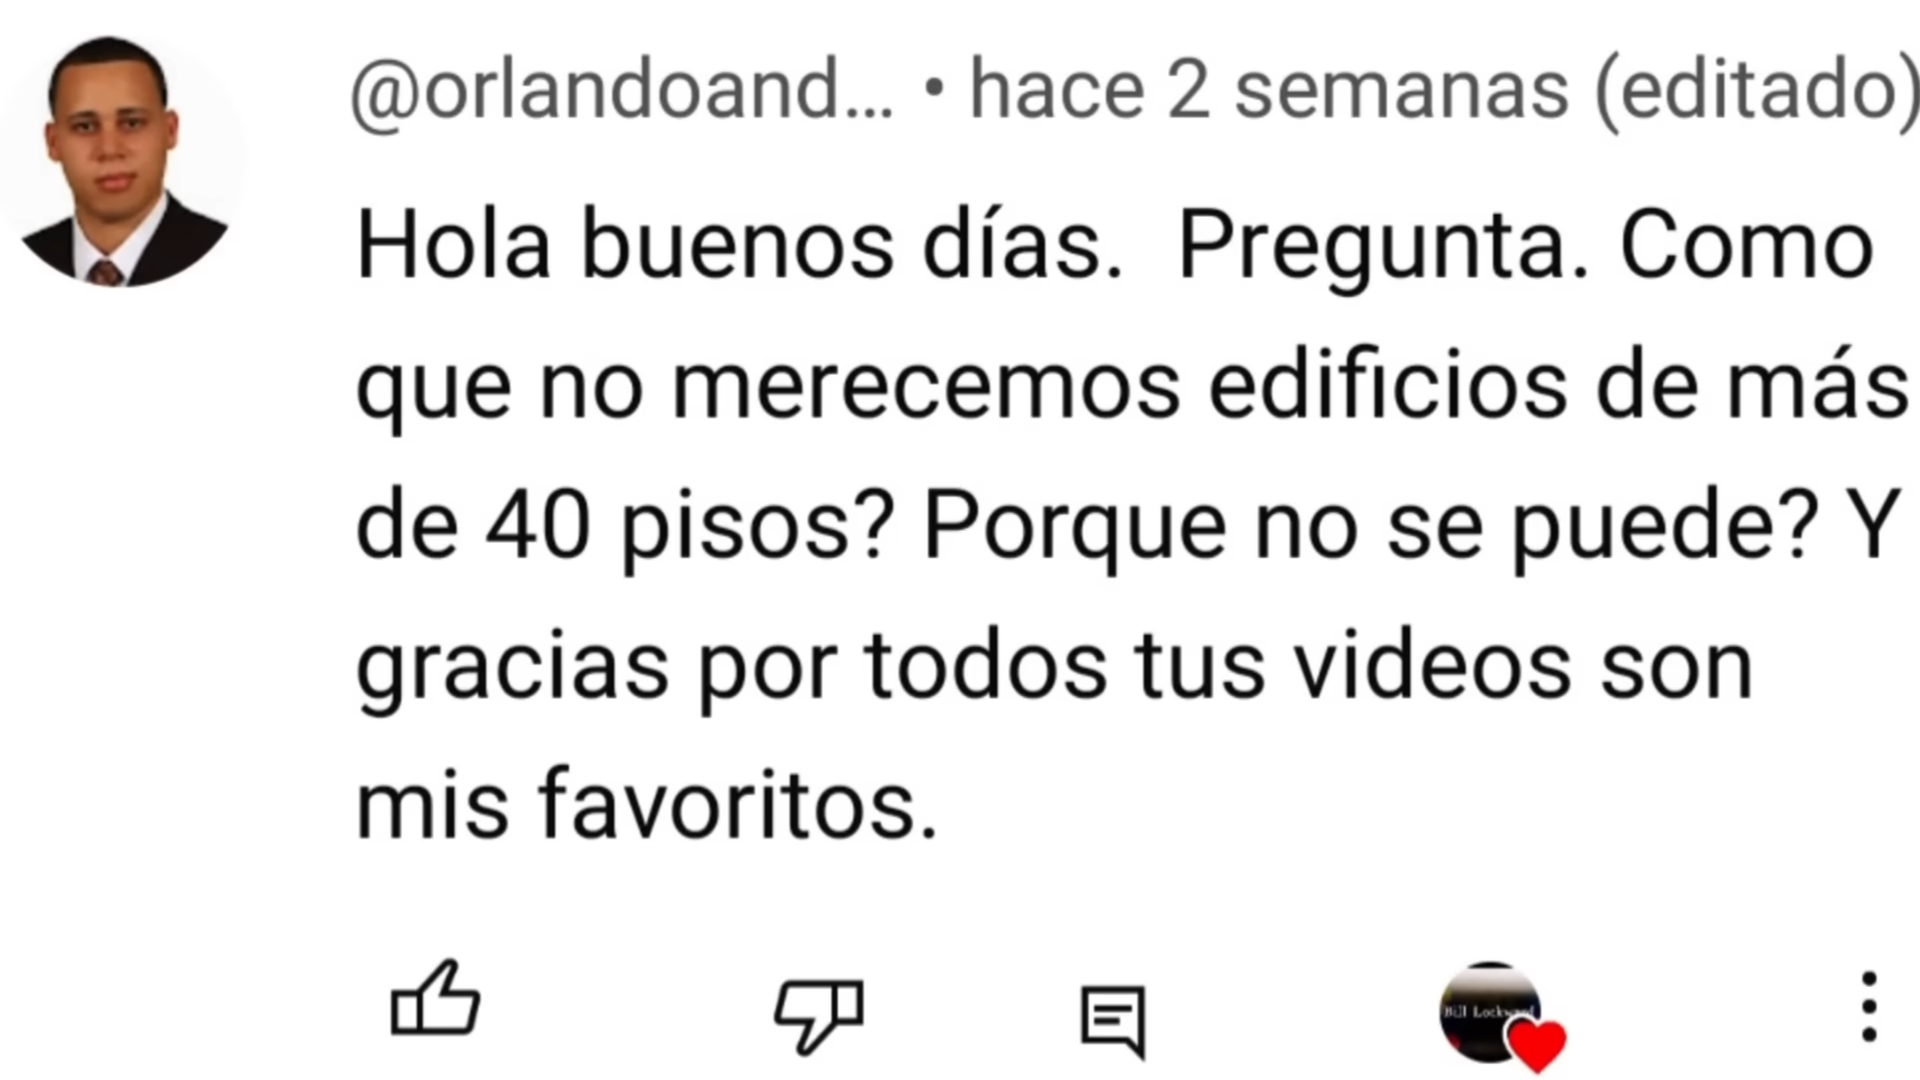 @orlandoand... • hace 2 semanas (editado)
Hola buenos días.  Pregunta. Como
que no merecemos edificios de más
de 40 pisos? Porque no se puede? Y
gracias por todos tus videos son
mis favoritos.
Bill